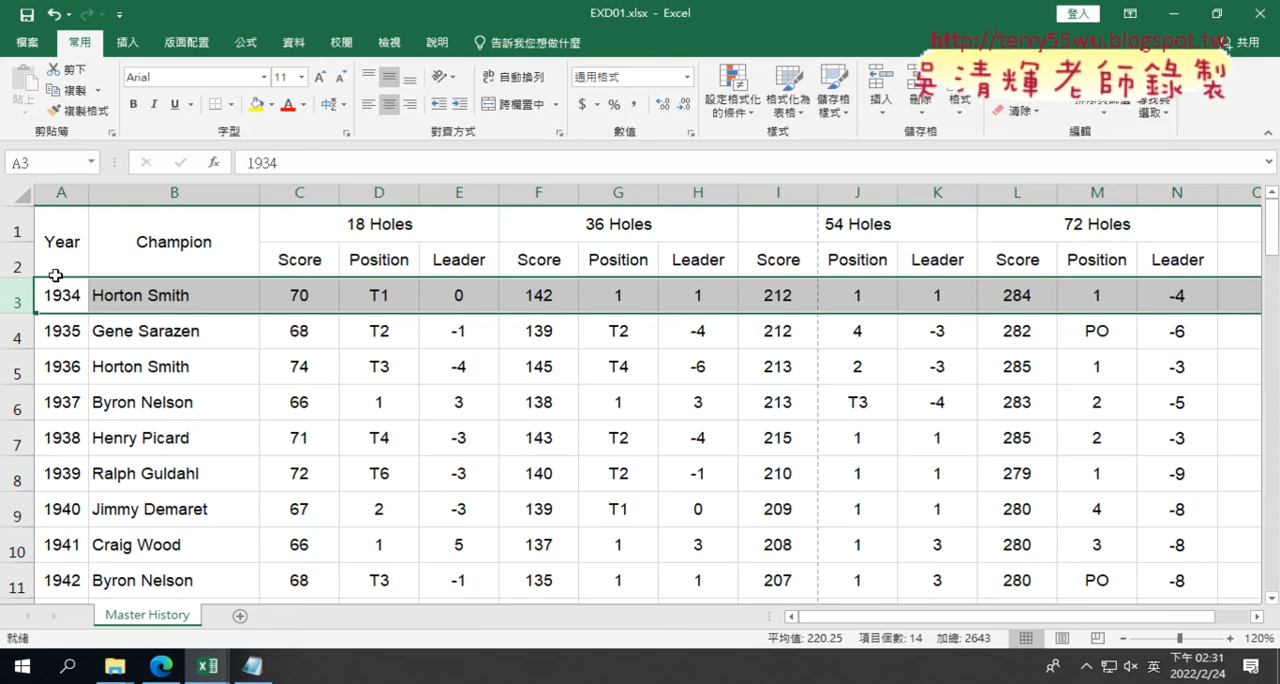 EXD01.xlsx - Excel
登入
檔案 常用 插入 版面配置 公式 資料 校閱 檢視 說明 告訴我您想做什麼 共用
http://terry55wu.blogspot.tw
吳清輝老師錄製
貼上 剪下 複製 複製格式 剪貼簿
Arial 11 B I U 字型
自動換列 跨欄置中 對齊方式
通用格式 $ % 數值
設定格式化的條件 格式化為表格 儲存格樣式 樣式
插入 刪除 格式 儲存格
清除 編輯
A3 fx 1934
A B C D E F G H I J K L M N
1 Year Champion 18 Holes 36 Holes 54 Holes 72 Holes
2 Score Position Leader Score Position Leader Score Position Leader Score Position Leader
3 1934 Horton Smith 70 T1 0 142 1 1 212 1 1 284 1 -4
4 1935 Gene Sarazen 68 T2 -1 139 T2 -4 212 4 -3 282 PO -6
5 1936 Horton Smith 74 T3 -4 145 T4 -6 213 2 -3 285 1 -3
6 1937 Byron Nelson 66 1 3 138 1 3 213 T3 -4 283 2 -5
7 1938 Henry Picard 71 T4 -3 143 T2 -4 215 1 1 285 2 -3
8 1939 Ralph Guldahl 72 T6 -3 140 T2 -1 210 1 1 279 1 -9
9 1940 Jimmy Demaret 67 2 -3 139 T1 0 209 1 1 280 4 -8
10 1941 Craig Wood 66 1 5 137 1 3 208 1 3 280 3 -8
11 1942 Byron Nelson 68 T3 -1 135 1 1 207 1 3 280 PO -8
Master History
就緒 平均值: 220.25 項目個數: 14 加總: 2643 120%
英 下午 02:31
2022/2/24